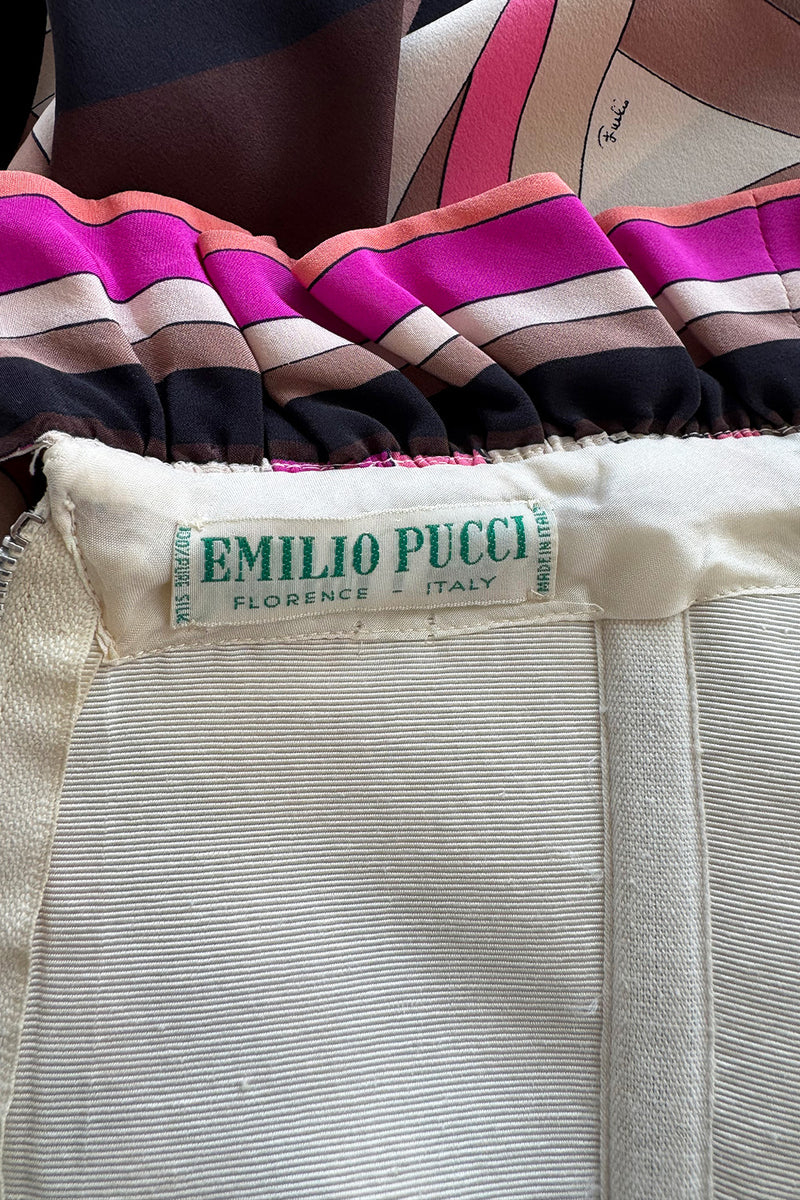 Emilio
100% PURE SILK
EMILIO PUCCI
FLORENCE - ITALY
MADE IN ITALY